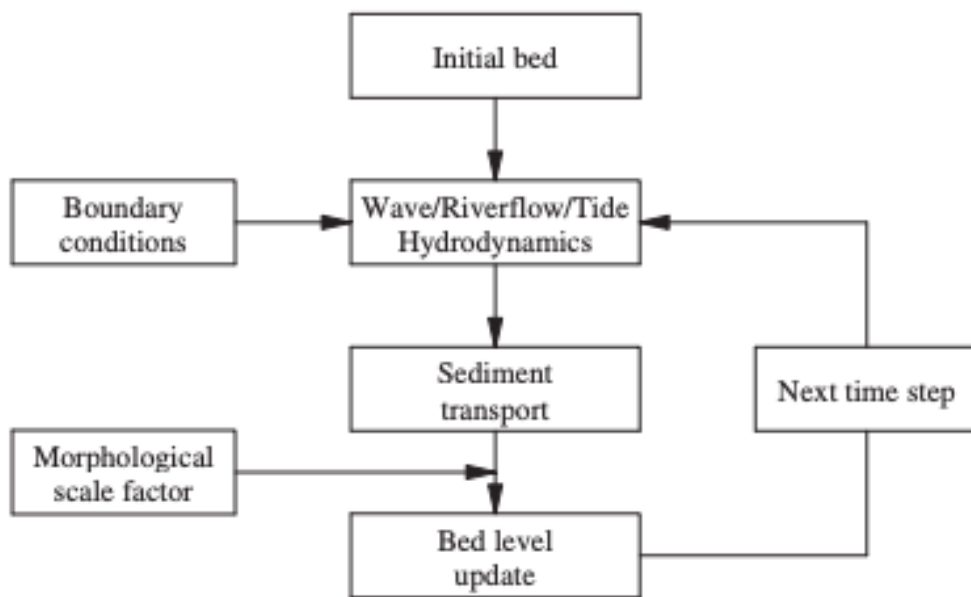 Initial bed
Boundary
conditions
Wave/Riverflow/Tide
Hydrodynamics
Sediment
transport
Next time step
Morphological
scale factor
Bed level
update